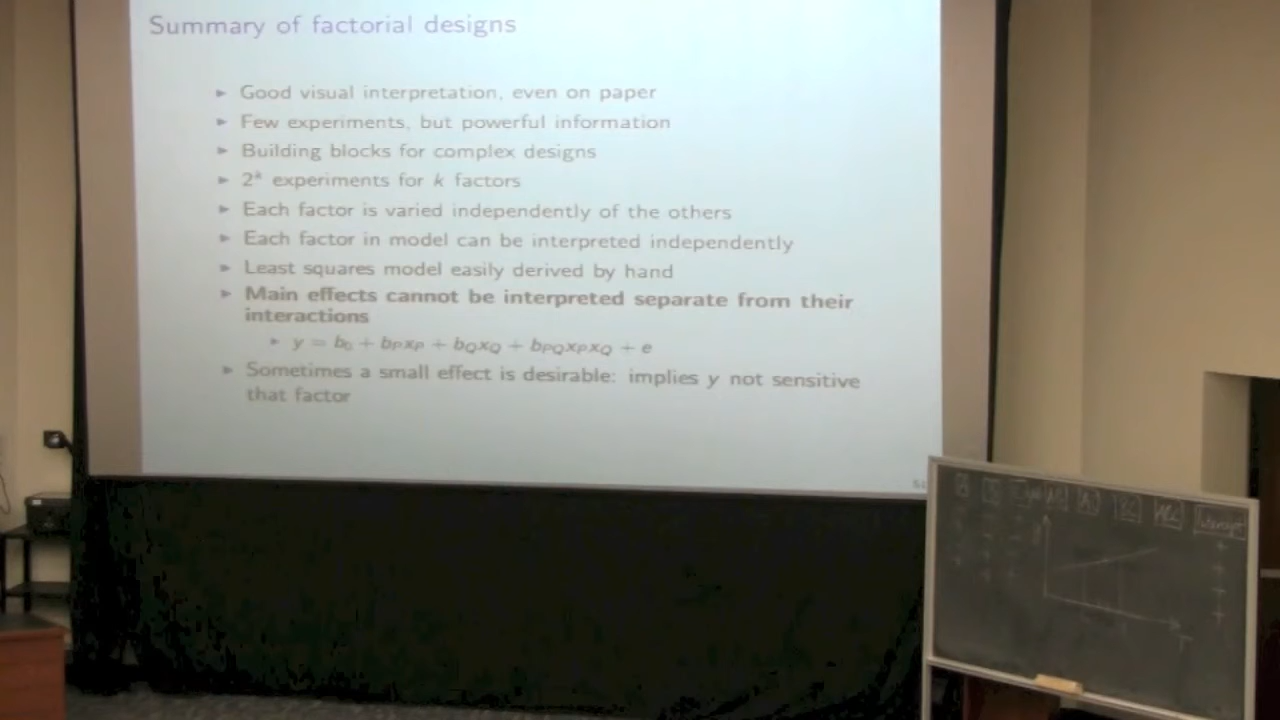 Summary of factorial designs
► Good visual interpretation, even on paper
► Few experiments, but powerful information
► Building blocks for complex designs
► 2ᵏ experiments for k factors
► Each factor is varied independently of the others
► Each factor in model can be interpreted independently
► Least squares model easily derived by hand
► Main effects cannot be interpreted separate from their
interactions
► y = b₀ + bₚxₚ + b_Qx_Q + b_PQx_Px_Q + e
► Sometimes a small effect is desirable: implies y not sensitive
that factor